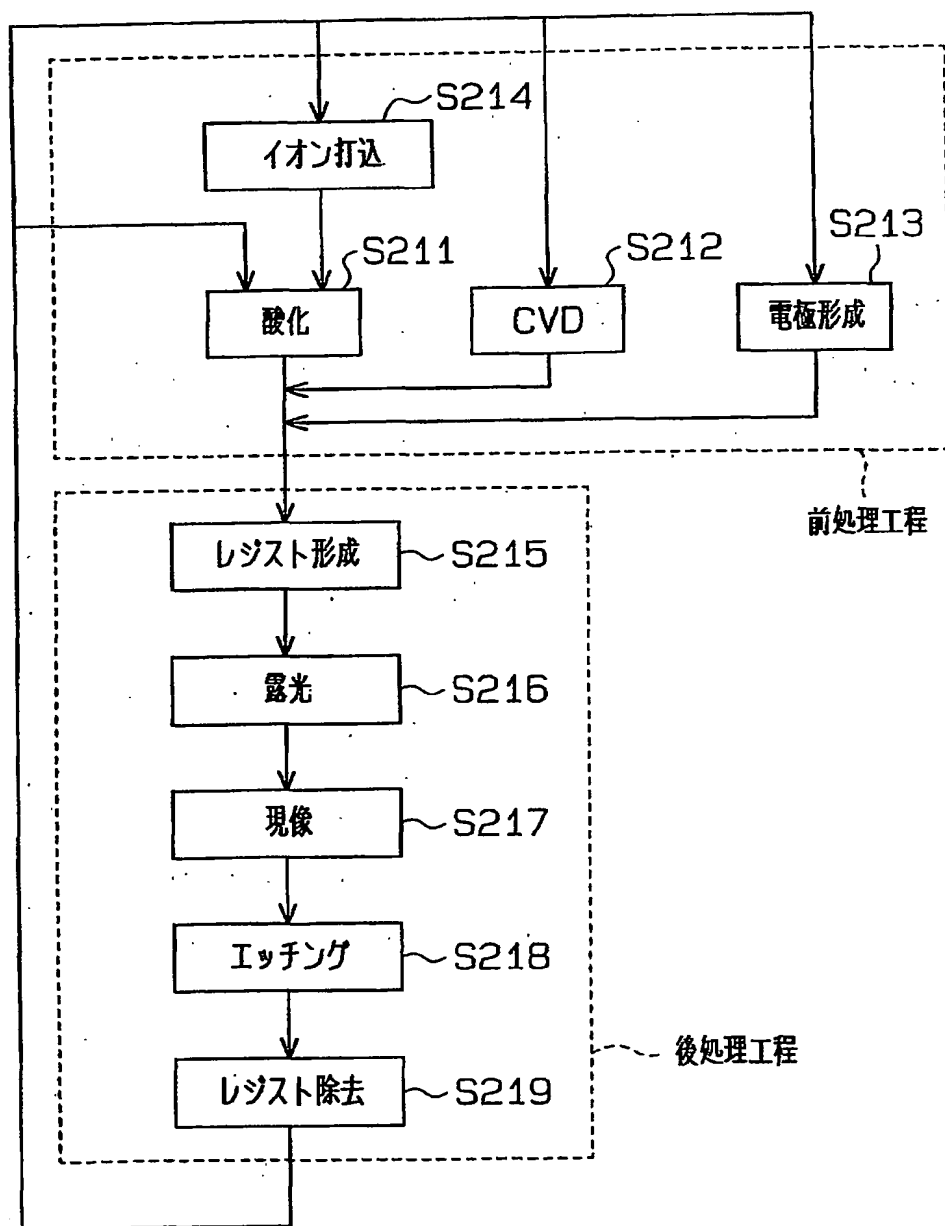 S214
イオン打込
S211
酸化
S212
CVD
S213
電極形成
前処理工程
レジスト形成
S215
露光
S216
現像
S217
エッチング
S218
レジスト除去
S219
後処理工程